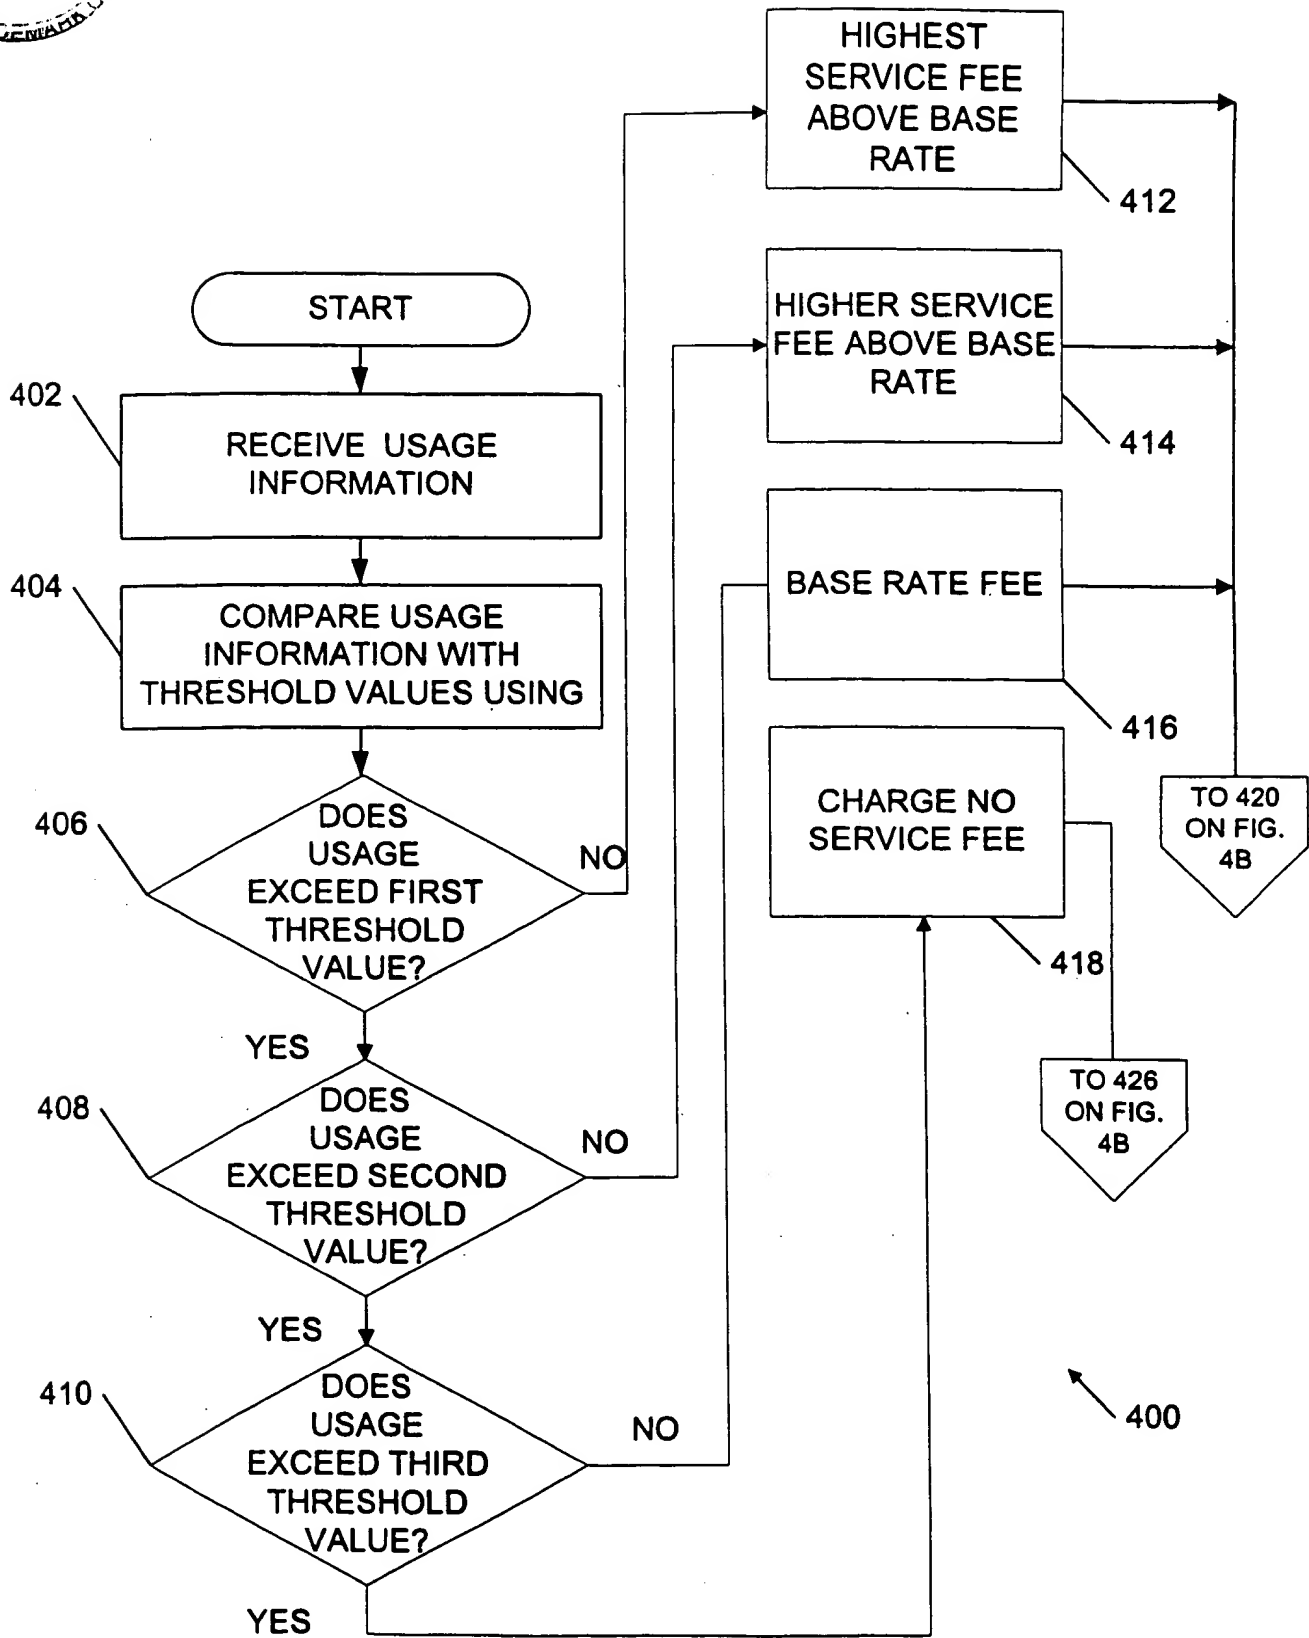 HIGHEST
SERVICE FEE
ABOVE BASE
RATE
412
START
HIGHER SERVICE
FEE ABOVE BASE
RATE
414
402
RECEIVE USAGE
INFORMATION
404
COMPARE USAGE
INFORMATION WITH
THRESHOLD VALUES USING
BASE RATE FEE
416
406
DOES
USAGE
EXCEED FIRST
THRESHOLD
VALUE?
NO
CHARGE NO
SERVICE FEE
418
TO 420
ON FIG.
4B
YES
408
DOES
USAGE
EXCEED SECOND
THRESHOLD
VALUE?
NO
TO 426
ON FIG.
4B
YES
410
DOES
USAGE
EXCEED THIRD
THRESHOLD
VALUE?
NO
400
YES